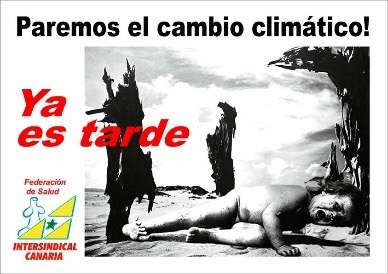 Paremos el cambio climático!
Ya
es tarde
Federación
de Salud
INTERSINDICAL
CANARIA